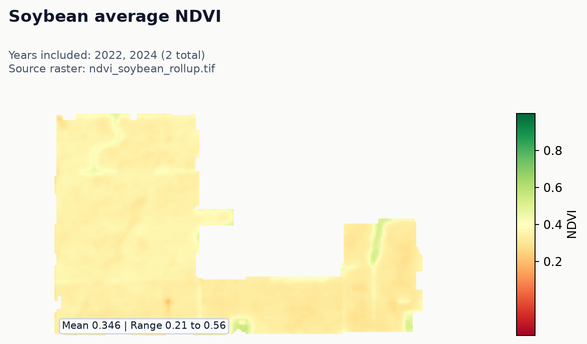 Soybean average NDVI
Years included: 2022, 2024 (2 total)
Source raster: ndvi_soybean_rollup.tif
0.8
0.6
0.4
0.2
NDVI
Mean 0.346 | Range 0.21 to 0.56